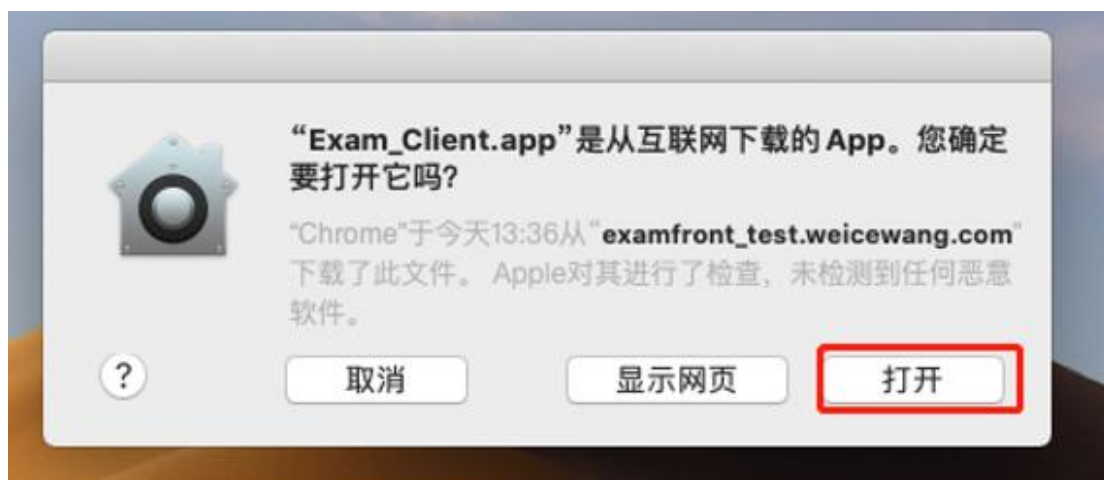 “Exam_Client.app”是从互联网下载的 App。您确定
要打开它吗?
“Chrome”于今天13:36从“examfront_test.weicewang.com”
下载了此文件。 Apple对其进行了检查，未检测到任何恶意
软件。
? 取消 显示网页 打开